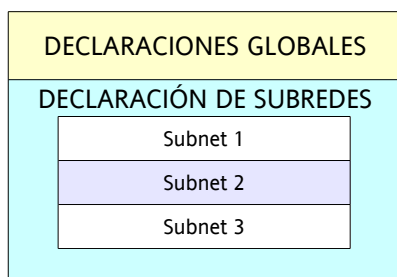 DECLARACIONES GLOBALES
DECLARACIÓN DE SUBREDES
Subnet 1
Subnet 2
Subnet 3